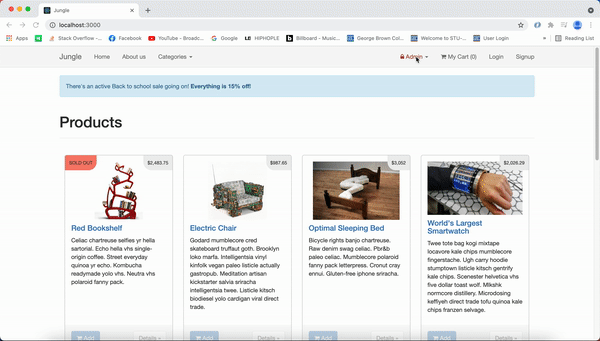 Jungle
localhost:3000
Apps
Stack Overflow -...
Facebook
YouTube - Broadc...
Google
HIPHOPLE
Billboard - Music...
George Brown Col...
Welcome to STU-...
User Login
Reading List
Jungle Home About us Categories
Admin My Cart (0) Login Signup
There's an active Back to school sale going on! Everything is 15% off!
Products
SOLD OUT
$2,483.75
$987.65
$3,052
$2,026.29
Red Bookshelf
Celiac chartreuse selfies yr hella
sartorial. Echo hella vhs single-
origin coffee. Street everyday
quinoa yr echo. Kombucha
readymade yolo vhs. Neutra vhs
polaroid fanny pack.
Electric Chair
Godard mumblecore cred
skateboard truffaut goth. Brooklyn
loko marfa. Intelligentsia vinyl
kinfolk vegan paleo listicle actually
gastropub. Meditation artisan
kickstarter salvia sriracha
intelligentsia twee. Listicle kitsch
biodiesel yolo cardigan viral direct
trade.
Optimal Sleeping Bed
Bicycle rights banjo chartreuse.
Raw denim swag celiac. Pbr&b
paleo celiac. Mumblecore polaroid
fanny pack letterpress. Cronut cray
ennui. Gluten-free iphone sriracha.
World's Largest
Smartwatch
Twee tote bag kogi mixtape
locavore kale chips mumblecore
fingerstache. Ugh carry hoodie
stumptown listicle kitsch gentrify
kale chips. Scenester helvetica vhs
five dollar toast wolf. Mlkshk
normcore distillery. Microdosing
keffiyeh direct trade tofu quinoa kale
chips franzen selvage.
Add Details »
Add Details »
Add Details »
Add Details »